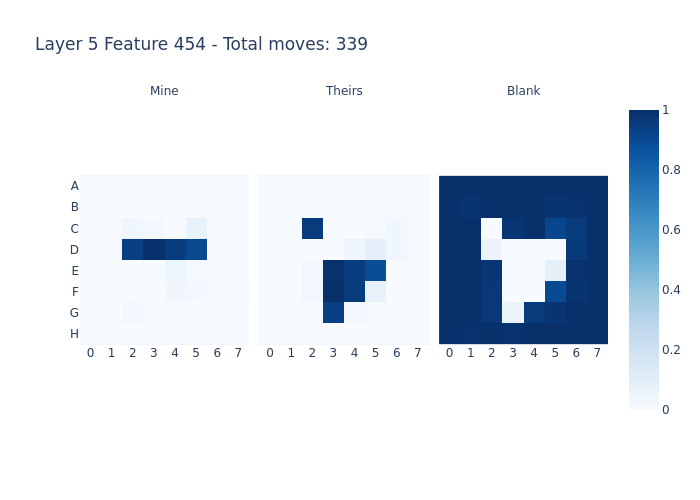 Layer 5 Feature 454 - Total moves: 339
Mine
Theirs
Blank
A
B
C
D
E
F
G
H
0 1 2 3 4 5 6 7
0 1 2 3 4 5 6 7
0 1 2 3 4 5 6 7
1
0.8
0.6
0.4
0.2
0